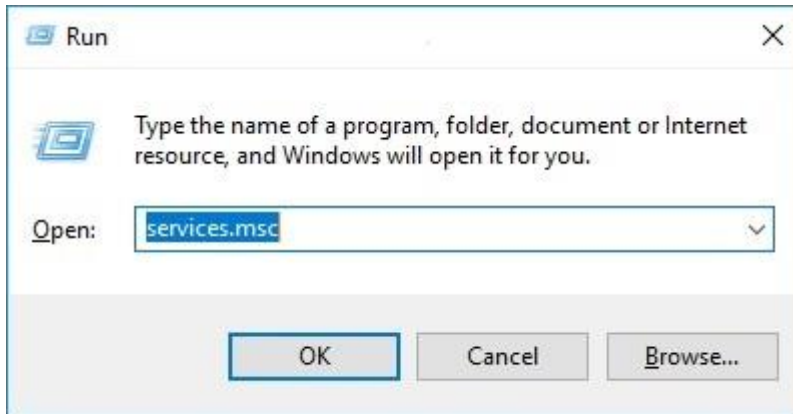 Run
Type the name of a program, folder, document or Internet
resource, and Windows will open it for you.
Open: services.msc
OK Cancel Browse...